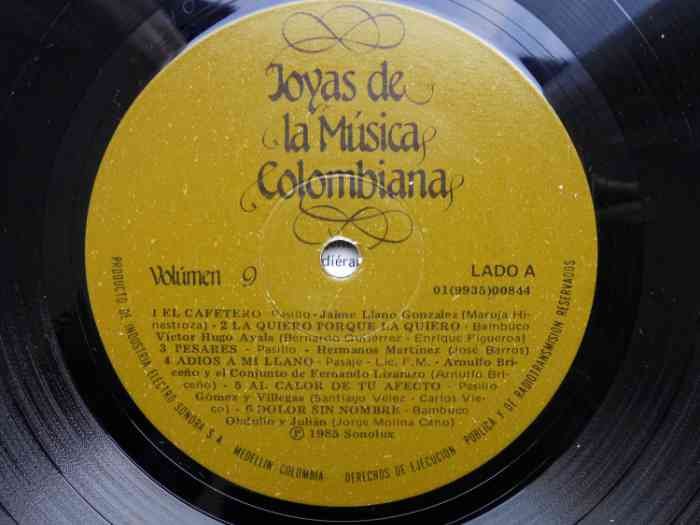 Joyas de
la Música
Colombiana
diéra
Volúmen 9
LADO A
01(9935)00844
1 EL CAFETERO - Pasillo - Jaime Llano Gonzalez (Maruja Hi-
nestroza) - 2 LA QUIERO PORQUE LA QUIERO - Bambuco
Víctor Hugo Ayala (Bernardo Gutiérrez - Enrique Figueroa)
3 PESARES - Pasillo - Hermanos Martínez (José Barros)
4 ADIOS A MI LLANO - Pasaje - Lic. F.M. - Arnulfo Bri-
ceño y el Conjunto de Fernando Lizarazo (Arnulfo Bri-
ceño) - 5 AL CALOR DE TU AFECTO - Pasillo
Gómez y Villegas (Santiago Vélez - Carlos Vie-
co) - 6 DOLOR SIN NOMBRE - Bambuco
Obdulio y Julián (Jorge Molina Cano)
Ⓟ 1985 Sonolux
PRODUCTO DE INDUSTRIA ELECTRO SONORA S.A. MEDELLIN COLOMBIA DERECHOS DE EJECUCION PUBLICA Y DE RADIOTRANSMISION RESERVADOS